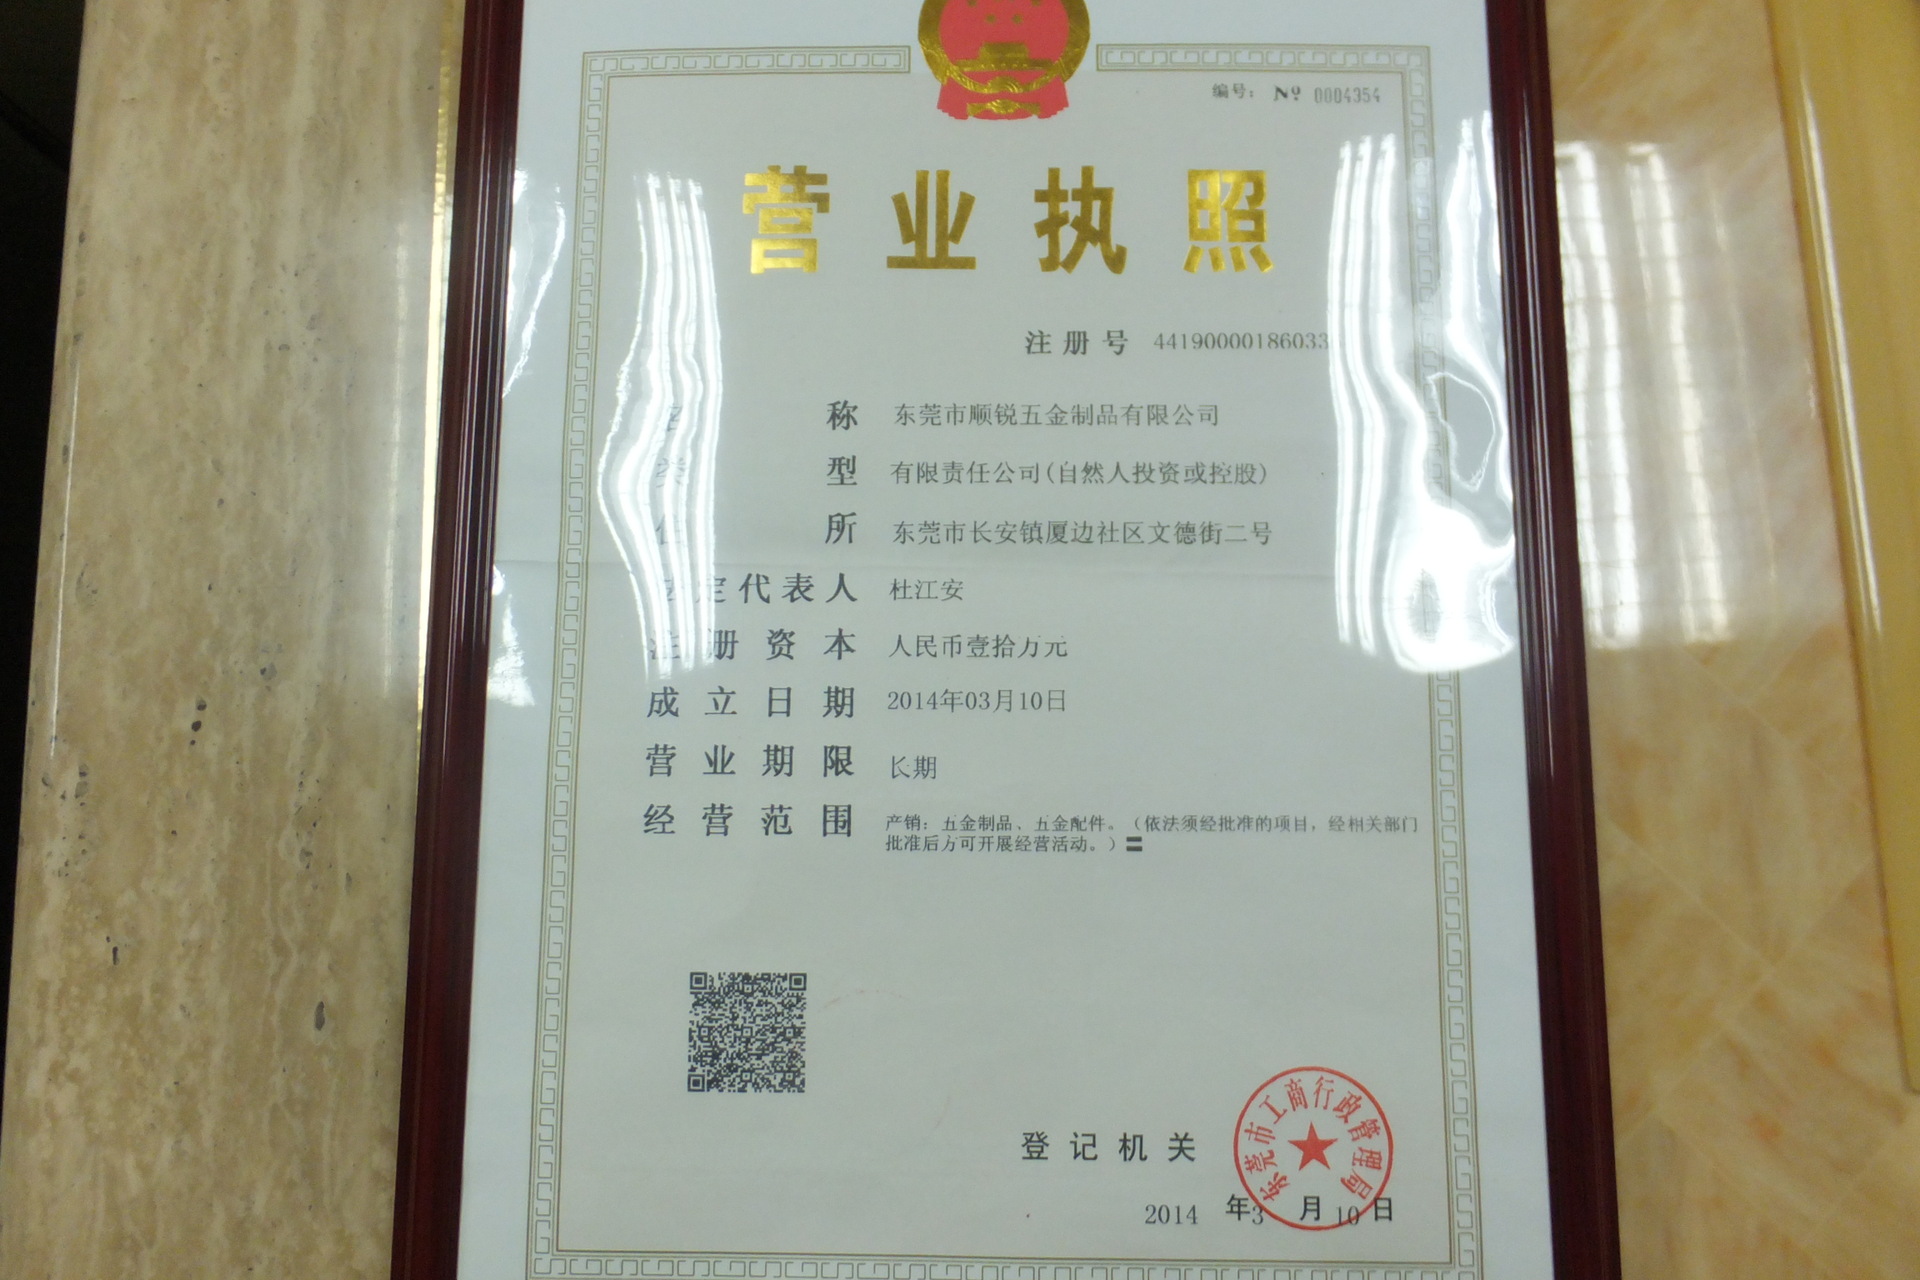 编号： Nº 0004354
营业执照
注册号 44190000186033
称 东莞市顺锐五金制品有限公司
类型 有限责任公司(自然人投资或控股)
住所 东莞市长安镇厦边社区文德街二号
定代表人 杜江安
注册资本 人民币壹拾万元
成立日期 2014年03月10日
营业期限 长期
经营范围 产销：五金制品、五金配件。（依法须经批准的项目，经相关部门
批准后方可开展经营活动。）〓
东莞市工商行政管理局
登记机关
2014 年3 月10日